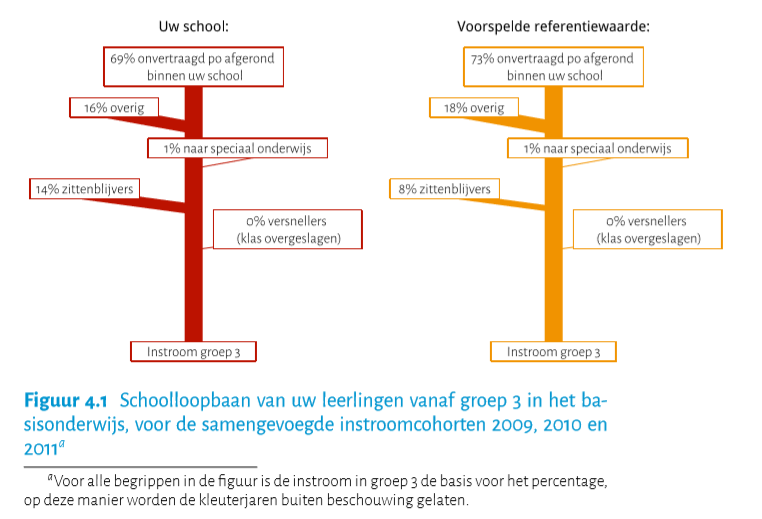 Uw school:
69% onvertraagd po afgerond
binnen uw school
16% overig
1% naar speciaal onderwijs
14% zittenblijvers
0% versnellers
(klas overgeslagen)
Instroom groep 3
Voorspelde referentiewaarde:
73% onvertraagd po afgerond
binnen uw school
18% overig
1% naar speciaal onderwijs
8% zittenblijvers
0% versnellers
(klas overgeslagen)
Instroom groep 3
Figuur 4.1 Schoolloopbaan van uw leerlingen vanaf groep 3 in het ba-
sisonderwijs, voor de samengevoegde instroomcohorten 2009, 2010 en
2011a
aVoor alle begrippen in de figuur is de instroom in groep 3 de basis voor het percentage,
op deze manier worden de kleuterjaren buiten beschouwing gelaten.